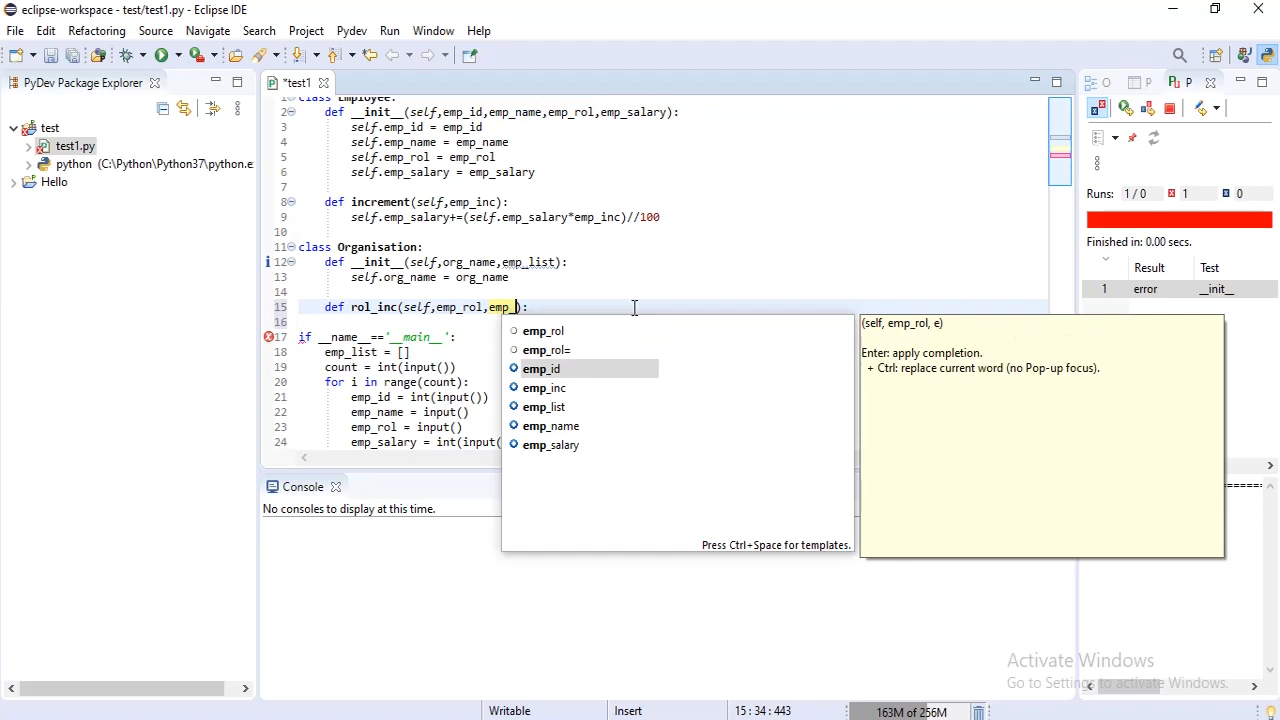 eclipse-workspace - test/test1.py - Eclipse IDE
File Edit Refactoring Source Navigate Search Project Pydev Run Window Help
PyDev Package Explorer
*test1
O P P
test
test1.py
python (C:\Python\Python37\python.e
Hello
1 class Employee:
2 def __init__(self,emp_id,emp_name,emp_rol,emp_salary):
3 self.emp_id = emp_id
4 self.emp_name = emp_name
5 self.emp_rol = emp_rol
6 self.emp_salary = emp_salary
7
8 def increment(self,emp_inc):
9 self.emp_salary+=(self.emp_salary*emp_inc)//100
10
11 class Organisation:
12 def __init__(self,org_name,emp_list):
13 self.org_name = org_name
14
15 def rol_inc(self,emp_rol,emp_):
16
17 if __name__=='__main__':
18 emp_list = []
19 count = int(input())
20 for i in range(count):
21 emp_id = int(input())
22 emp_name = input()
23 emp_rol = input()
24 emp_salary = int(input(
emp_rol
emp_rol=
emp_id
emp_inc
emp_list
emp_name
emp_salary
Press Ctrl+Space for templates.
(self, emp_rol, e)
Enter: apply completion.
+ Ctrl: replace current word (no Pop-up focus).
Runs: 1/0 1 0
Finished in: 0.00 secs.
Result Test
1 error __init__
Console
No consoles to display at this time.
Activate Windows
Go to Settings to activate Windows.
Writable Insert 15 : 34 : 443 163M of 256M